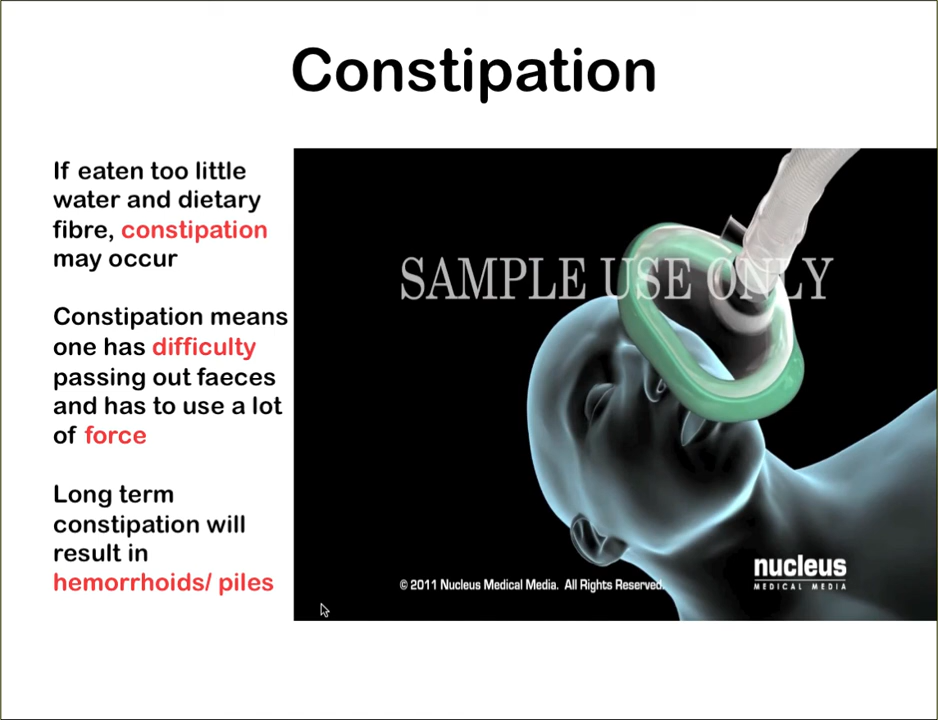 Constipation
If eaten too little
water and dietary
fibre, constipation
may occur
Constipation means
one has difficulty
passing out faeces
and has to use a lot
of force
Long term
constipation will
result in
hemorrhoids/ piles
SAMPLE USE ONLY
© 2011 Nucleus Medical Media. All Rights Reserved.
nucleus
MEDICAL MEDIA